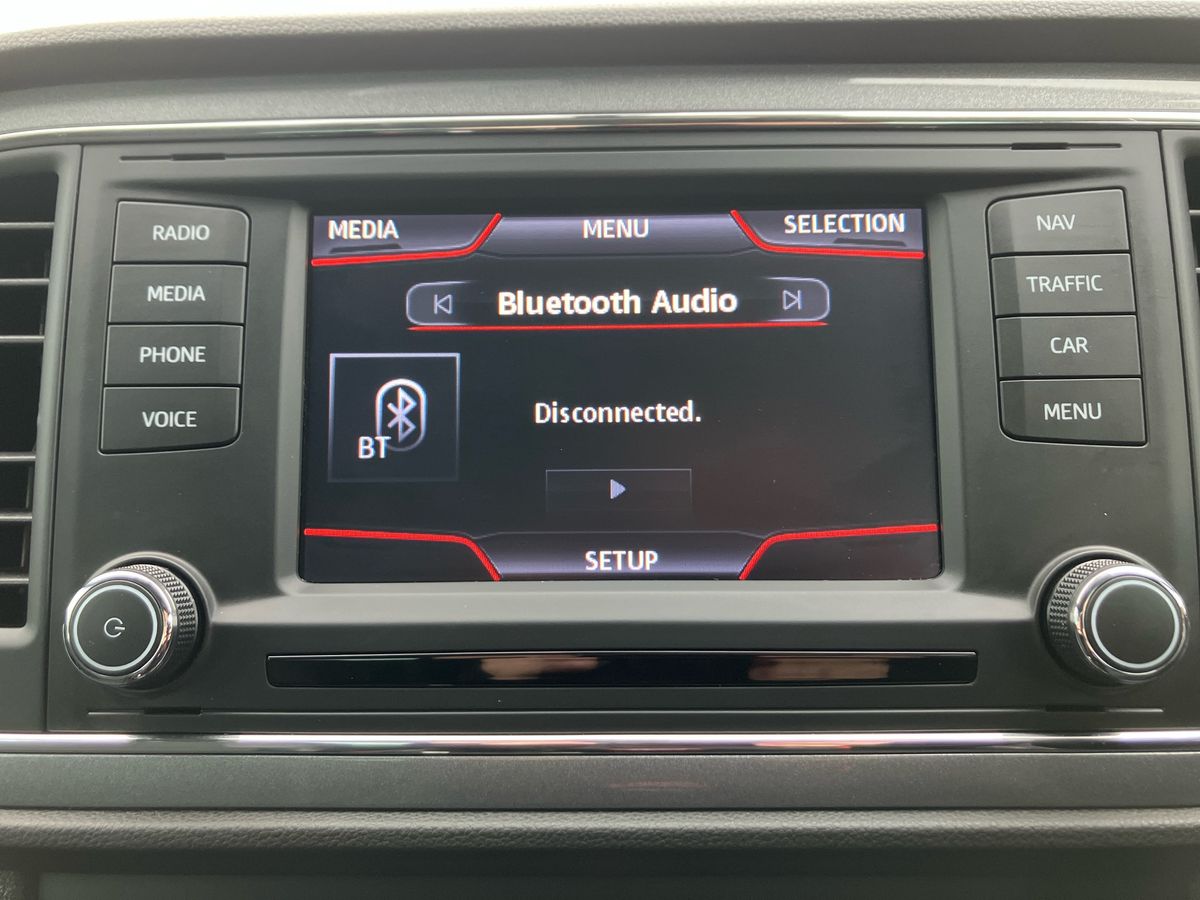 RADIO
MEDIA
PHONE
VOICE
MEDIA
MENU
SELECTION
Bluetooth Audio
BT
Disconnected.
SETUP
NAV
TRAFFIC
CAR
MENU